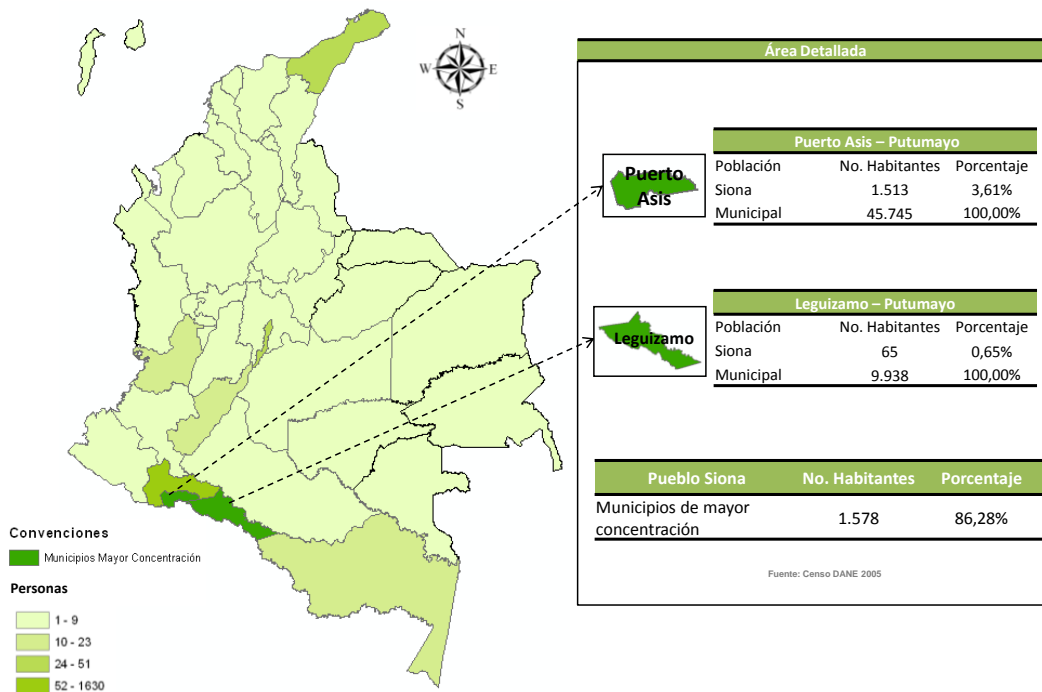 N
W E
S
Convenciones
Municipios Mayor Concentración
Personas
1 - 9
10 - 23
24 - 51
52 - 1630
Área Detallada
Puerto
Asis
Puerto Asis – Putumayo
Población No. Habitantes Porcentaje
Siona 1.513 3,61%
Municipal 45.745 100,00%
Leguizamo
Leguizamo – Putumayo
Población No. Habitantes Porcentaje
Siona 65 0,65%
Municipal 9.938 100,00%
Pueblo Siona No. Habitantes Porcentaje
Municipios de mayor
concentración 1.578 86,28%
Fuente: Censo DANE 2005